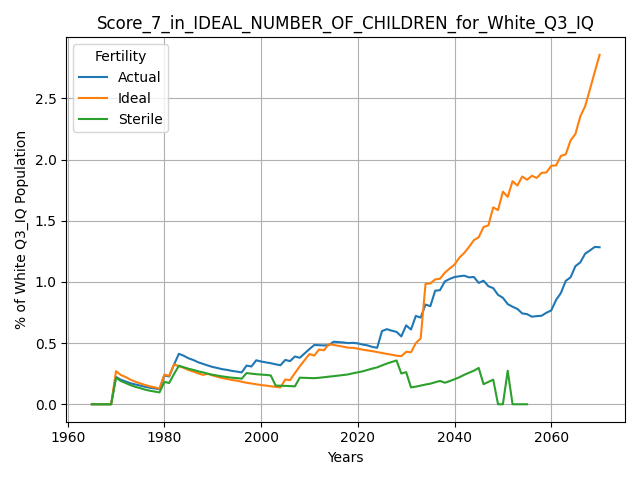 Score_7_in_IDEAL_NUMBER_OF_CHILDREN_for_White_Q3_IQ
Fertility
Actual
Ideal
Sterile
% of White Q3_IQ Population
2.5
2.0
1.5
1.0
0.5
0.0
1960 1980 2000 2020 2040 2060
Years